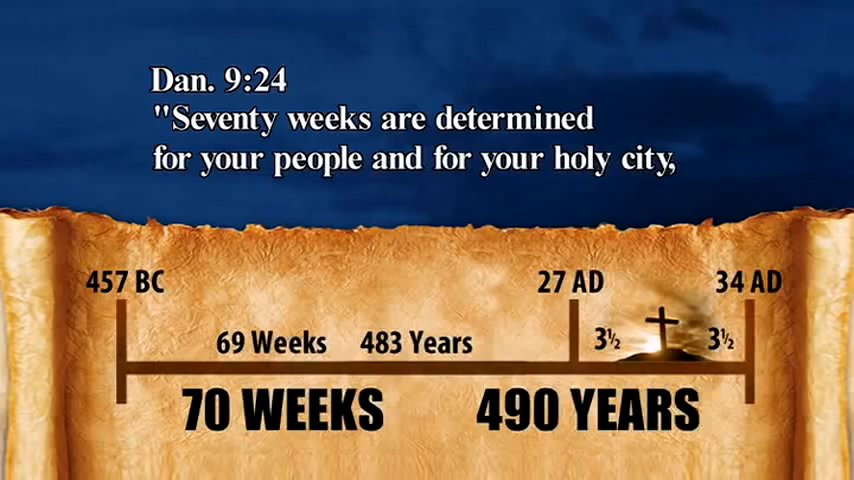 Dan. 9:24
"Seventy weeks are determined
for your people and for your holy city,
457 BC 27 AD 34 AD
69 Weeks 483 Years 3½ 3½
70 WEEKS 490 YEARS